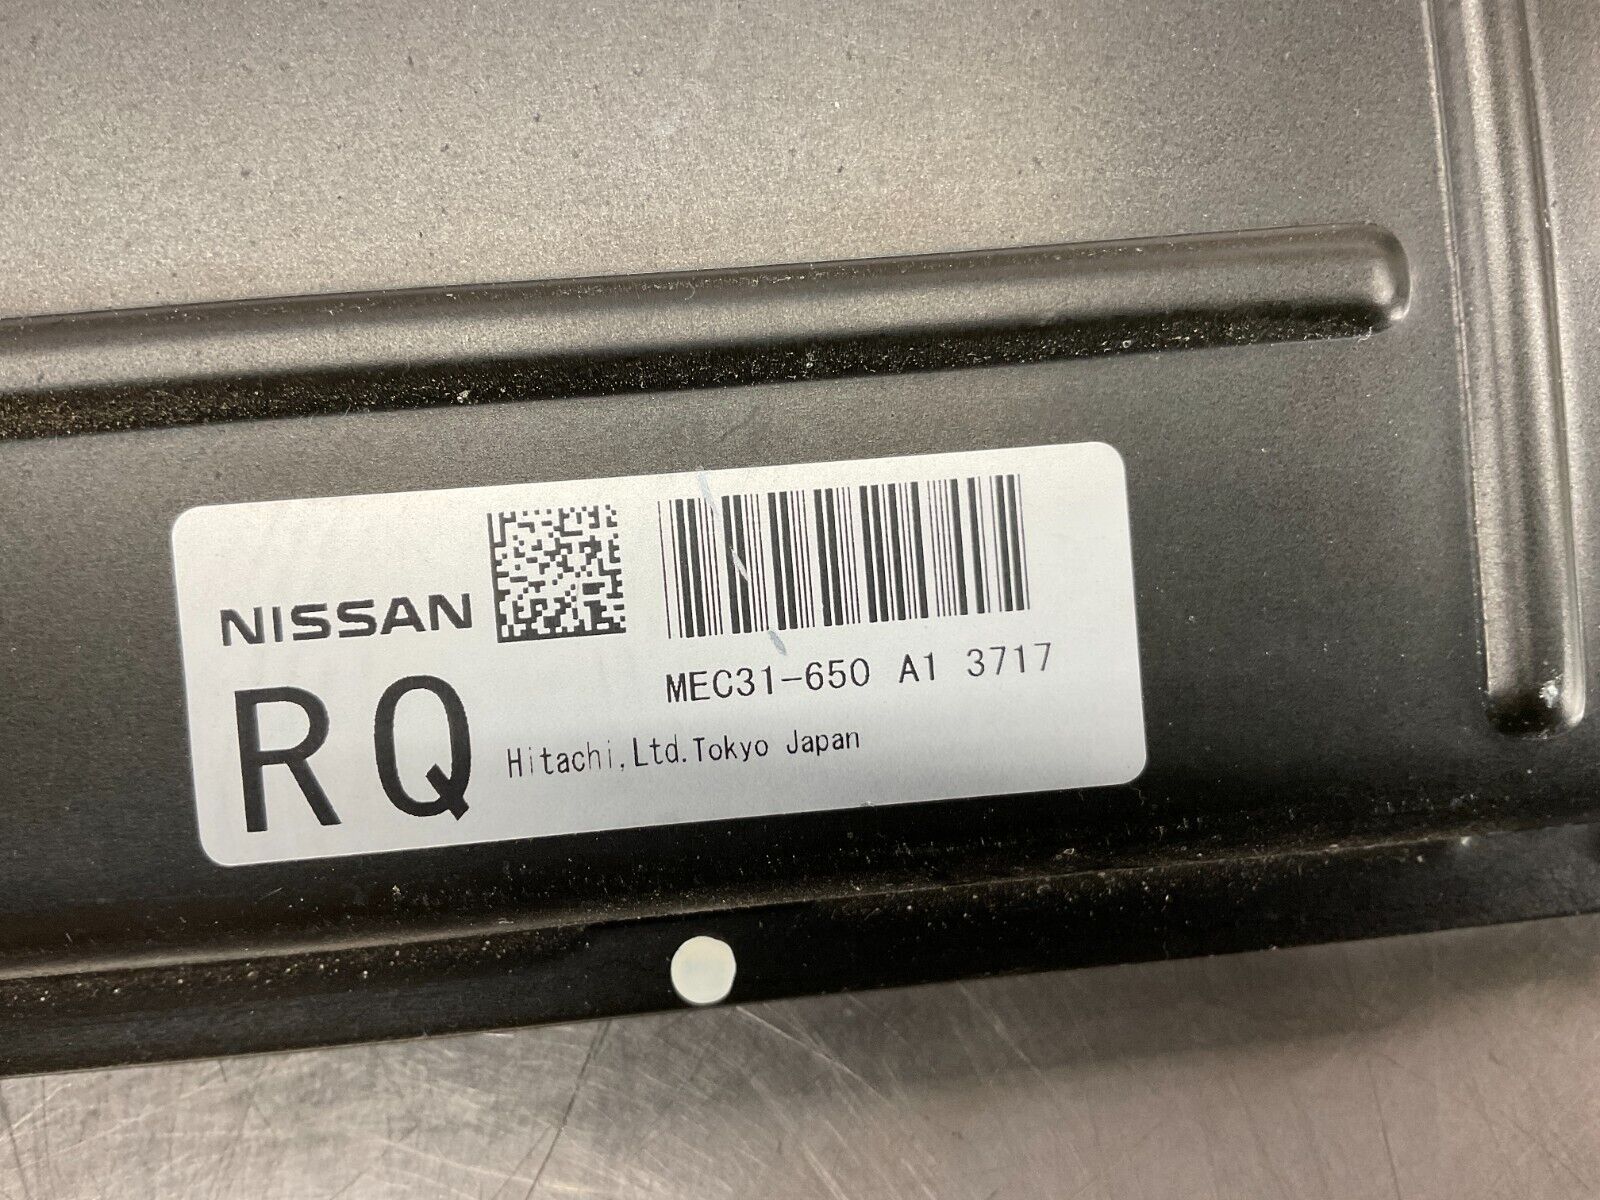 NISSAN
RQ
MEC31-650 A1 3717
Hitachi,Ltd.Tokyo Japan